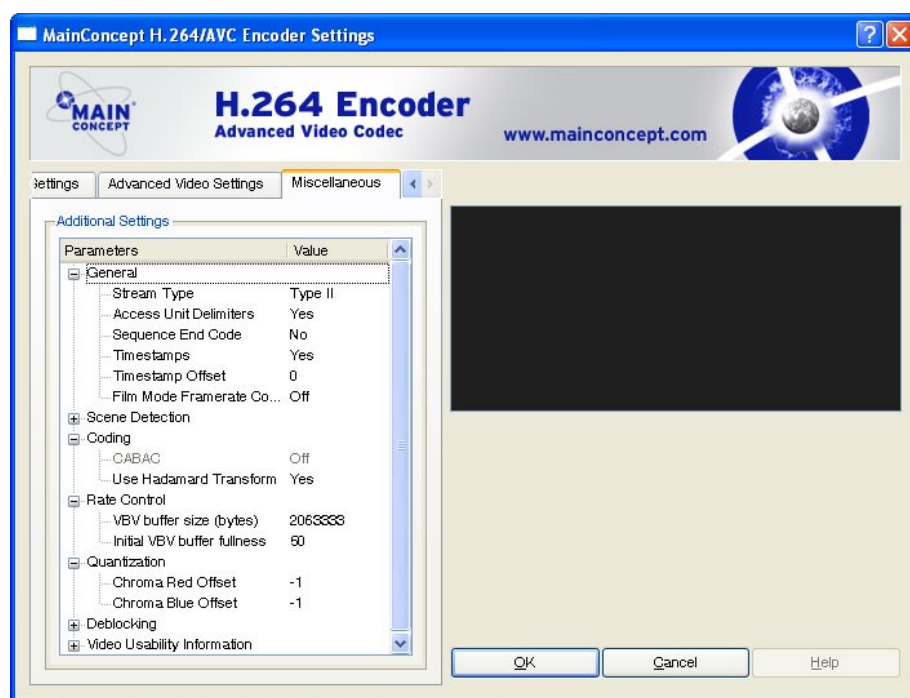 MainConcept H.264/AVC Encoder Settings
MAIN
CONCEPT
H.264 Encoder
Advanced Video Codec
www.mainconcept.com
Settings
Advanced Video Settings
Miscellaneous
Additional Settings
Parameters Value
General
Stream Type Type II
Access Unit Delimiters Yes
Sequence End Code No
Timestamps Yes
Timestamp Offset 0
Film Mode Framerate Co... Off
Scene Detection
Coding
CABAC Off
Use Hadamard Transform Yes
Rate Control
VBV buffer size (bytes) 2063333
Initial VBV buffer fullness 50
Quantization
Chroma Red Offset -1
Chroma Blue Offset -1
Deblocking
Video Usability Information
OK
Cancel
Help